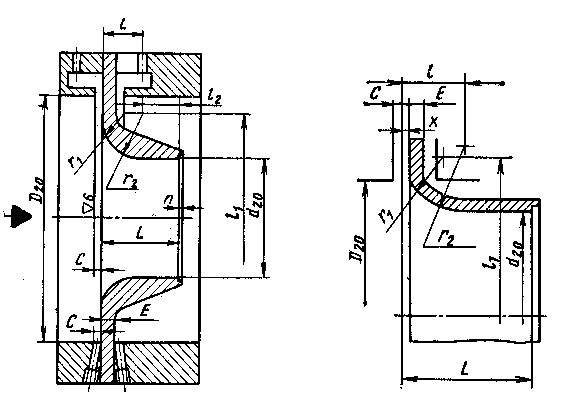 l
l₂
r₁
r₂
D₂₀
▽6
n
l₁
d₂₀
L
C
C
E
l
C
E
x
r₁
r₂
D₂₀
l₁
d₂₀
L